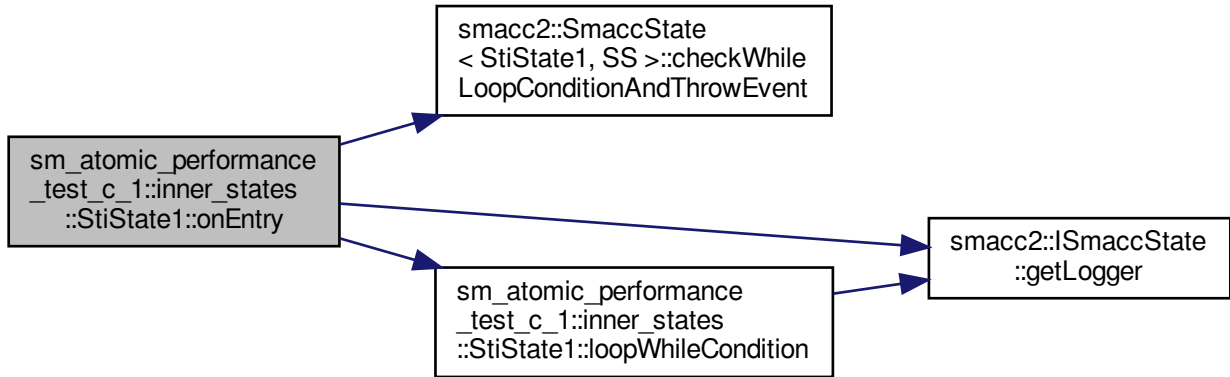 smacc2::SmaccState
< StiState1, SS >::checkWhile
LoopConditionAndThrowEvent
sm_atomic_performance
_test_c_1::inner_states
::StiState1::onEntry
smacc2::ISmaccState
::getLogger
sm_atomic_performance
_test_c_1::inner_states
::StiState1::loopWhileCondition